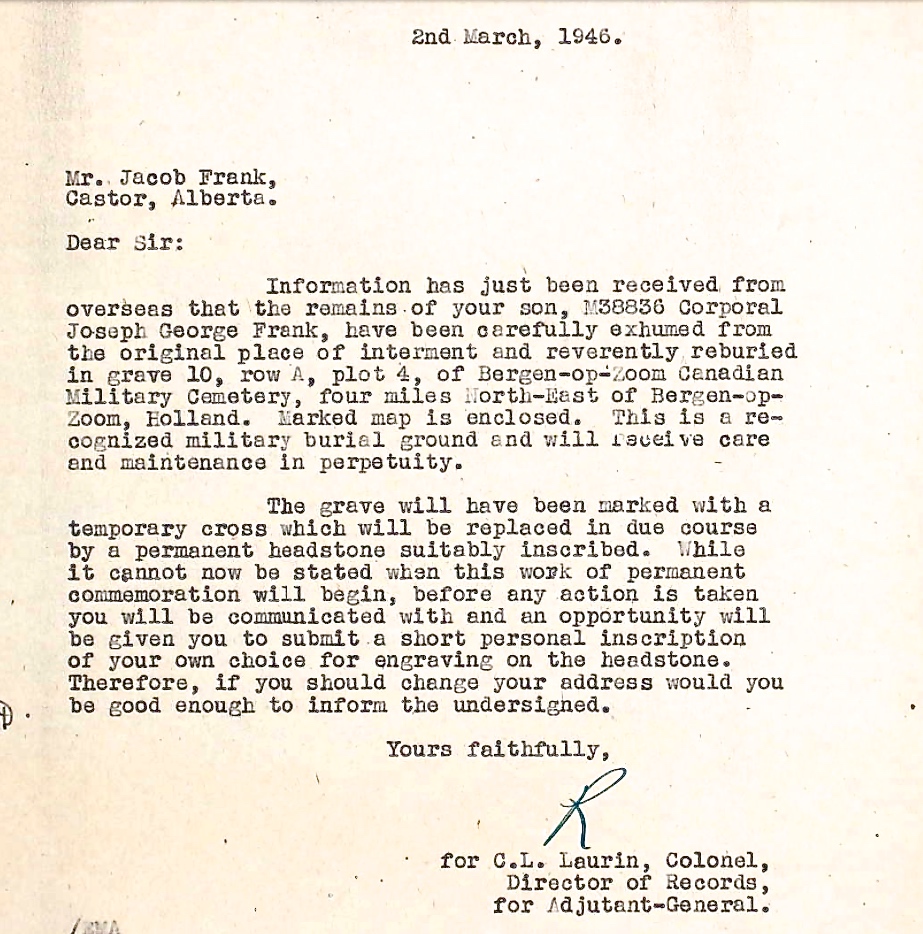 2nd March, 1946.
Mr. Jacob Frank,
Castor, Alberta.
Dear Sir:
Information has just been received from
overseas that the remains of your son, M38836 Corporal
Joseph George Frank, have been carefully exhumed from
the original place of interment and reverently reburied
in grave 10, row A, plot 4, of Bergen-op-Zoom Canadian
Military Cemetery, four miles North-East of Bergen-op-
Zoom, Holland. Marked map is enclosed. This is a re-
cognized military burial ground and will receive care
and maintenance in perpetuity.
The grave will have been marked with a
temporary cross which will be replaced in due course
by a permanent headstone suitably inscribed. While
it cannot now be stated when this work of permanent
commemoration will begin, before any action is taken
you will be communicated with and an opportunity will
be given you to submit a short personal inscription
of your own choice for engraving on the headstone.
Therefore, if you should change your address would you
be good enough to inform the undersigned.
Yours faithfully,
R
for C.L. Laurin, Colonel,
Director of Records,
for Adjutant-General.